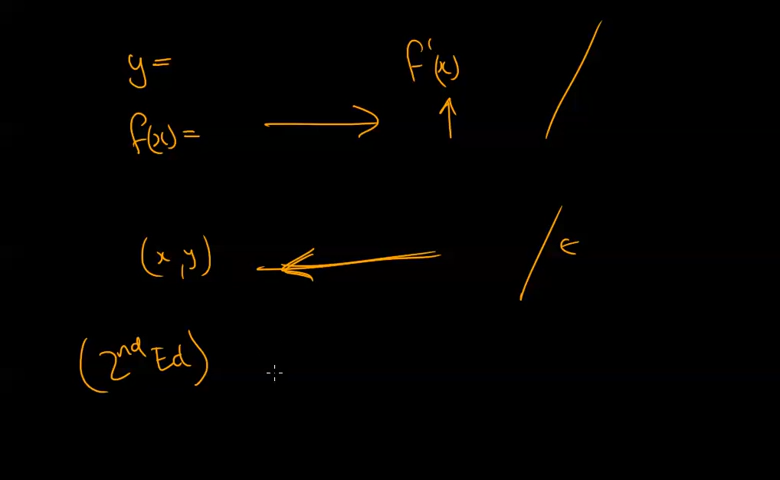 y =
f'(x)
f(x) =
(x, y)
(2nd Ed)